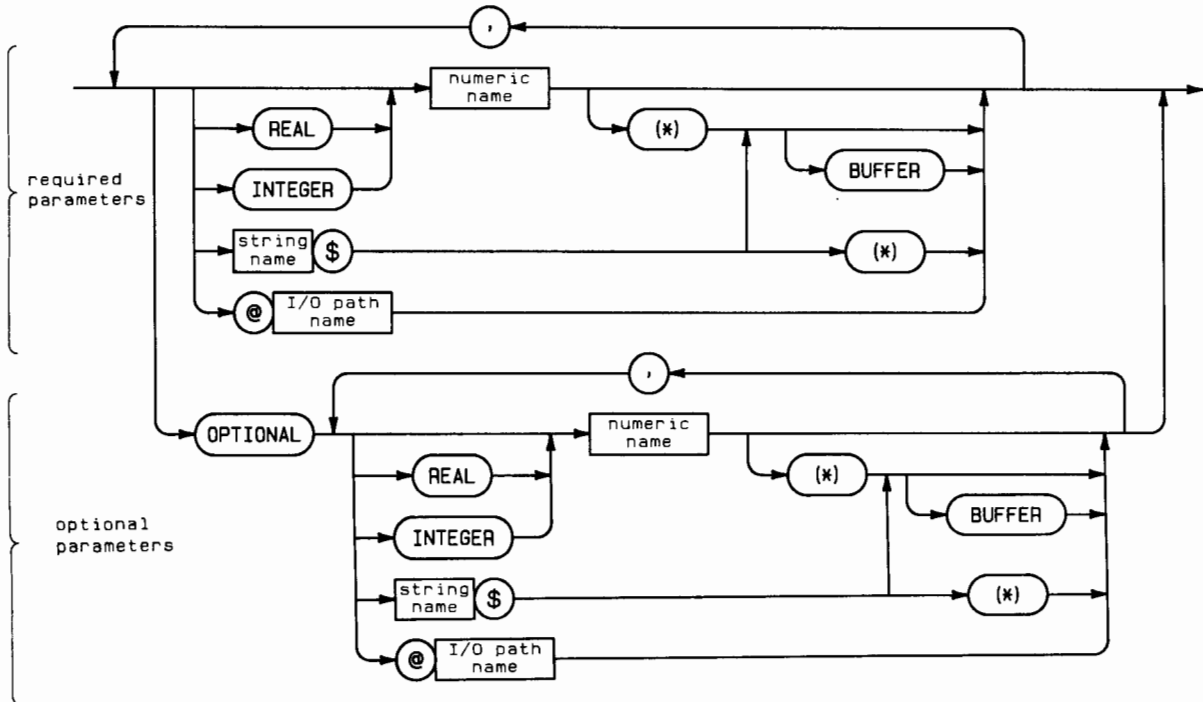 ,
numeric
name
REAL
(*)
INTEGER
BUFFER
required
parameters
string
name
$
(*)
@
I/O path
name
,
OPTIONAL
numeric
name
REAL
(*)
INTEGER
BUFFER
optional
parameters
string
name
$
(*)
@
I/O path
name